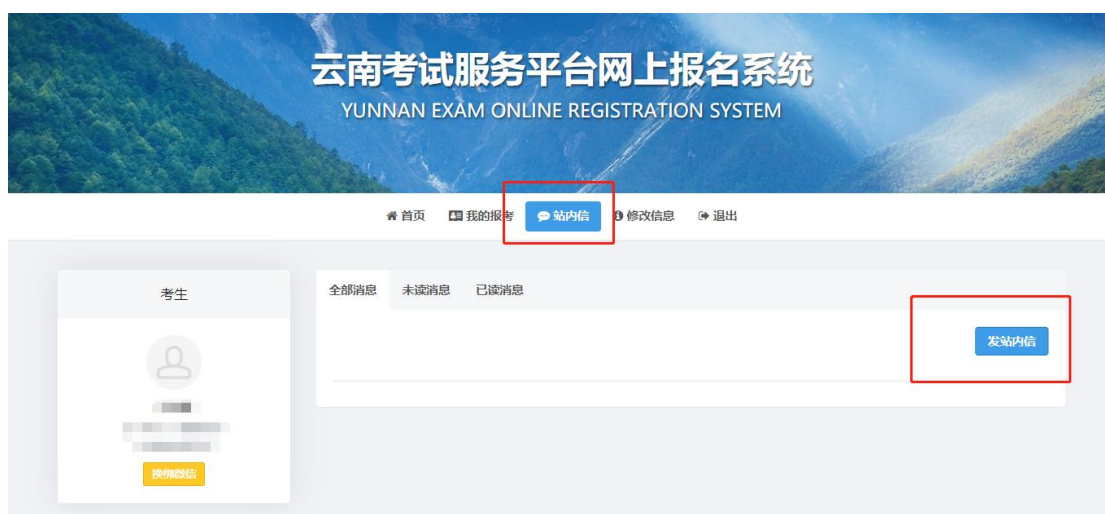 云南考试服务平台网上报名系统
YUNNAN EXAM ONLINE REGISTRATION SYSTEM
首页 我的报考 站内信 修改信息 退出
考生
全部消息 未读消息 已读消息
发站内信
换绑微信